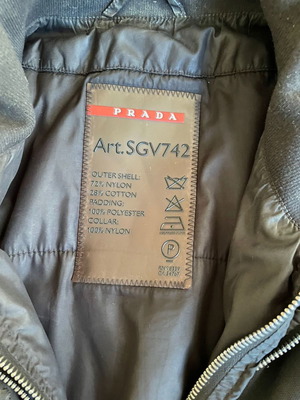 PRADA
Art.SGV742
OUTER SHELL:
72% NYLON
28% COTTON
PADDING:
100% POLYESTER
COLLAR:
100% NYLON
P